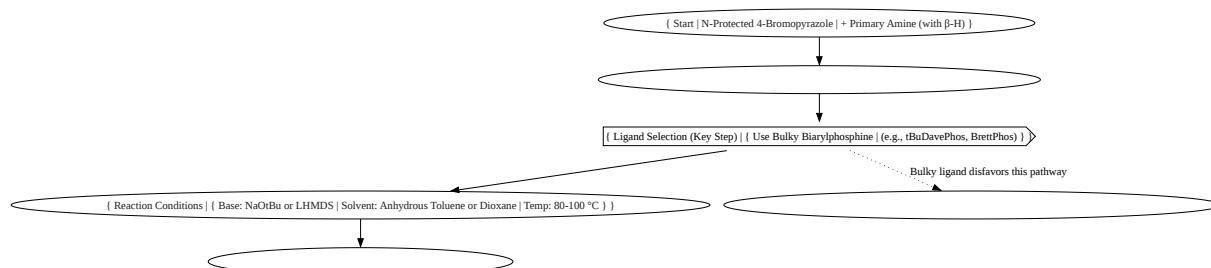 { Start | N-Protected 4-Bromopyrazole | + Primary Amine (with β-H) }
{ Ligand Selection (Key Step) | { Use Bulky Biarylphosphine | (e.g., tBuDavePhos, BrettPhos) } }
Bulky ligand disfavors this pathway
{ Reaction Conditions | { Base: NaOtBu or LHMDS | Solvent: Anhydrous Toluene or Dioxane | Temp: 80-100 °C } }